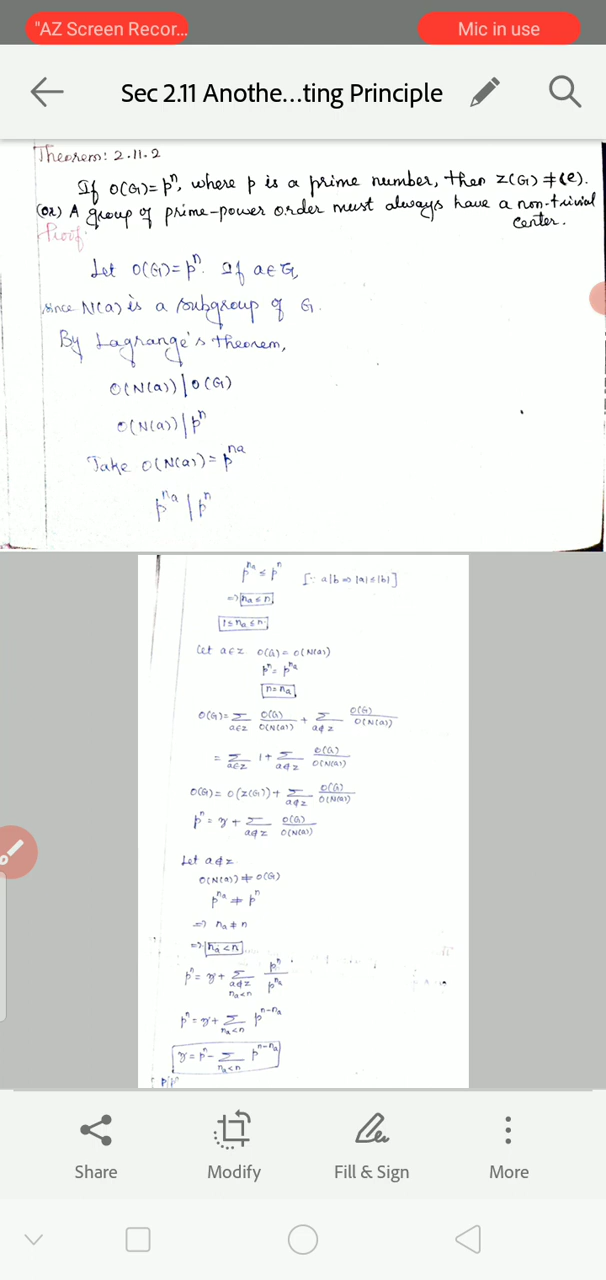 "AZ Screen Recor...
Mic in use
Sec 2.11 Anothe...ting Principle
Theorem: 2.11.2
If O(G) = pⁿ, where p is a prime number, then Z(G) ≠ (e).
(or) A group of prime-power order must always have a non-trivial
center.
Proof:
Let O(G) = pⁿ. If a ∈ G,
since N(a) is a subgroup of G.
By Lagrange's theorem,
O(N(a)) | O(G)
O(N(a)) | pⁿ
Take O(N(a)) = p^{na}
p^{na} | pⁿ
p^{na} ≤ pⁿ [∵ a|b ⇒ |a| ≤ |b|]
⇒ na ≤ n
1 ≤ na ≤ n
Let a ∈ z O(G) = O(N(a))
pⁿ = p^{na}
n = na
O(G) = Σ_{a∈z} O(G)/O(N(a)) + Σ_{a∉z} O(G)/O(N(a))
= Σ_{a∈z} 1 + Σ_{a∉z} O(G)/O(N(a))
O(G) = O(Z(G)) + Σ_{a∉z} O(G)/O(N(a))
pⁿ = z + Σ_{a∉z} O(G)/O(N(a))
Let a ∉ z
O(N(a)) ≠ O(G)
p^{na} ≠ pⁿ
⇒ na ≠ n
⇒ na < n
pⁿ = z + Σ_{a∉z, na<n} pⁿ/p^{na}
pⁿ = z + Σ_{na<n} p^{n-na}
z = pⁿ - Σ_{na<n} p^{n-na}
Share
Modify
Fill & Sign
More